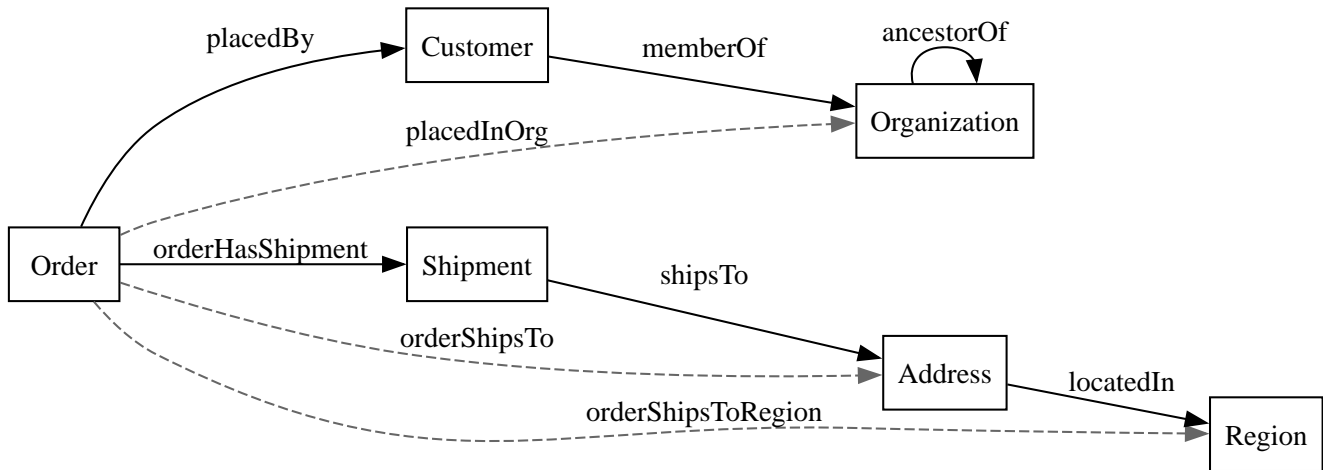 placedBy
Customer
memberOf
ancestorOf
Organization
placedInOrg
Order
orderHasShipment
Shipment
shipsTo
orderShipsTo
Address
locatedIn
orderShipsToRegion
Region